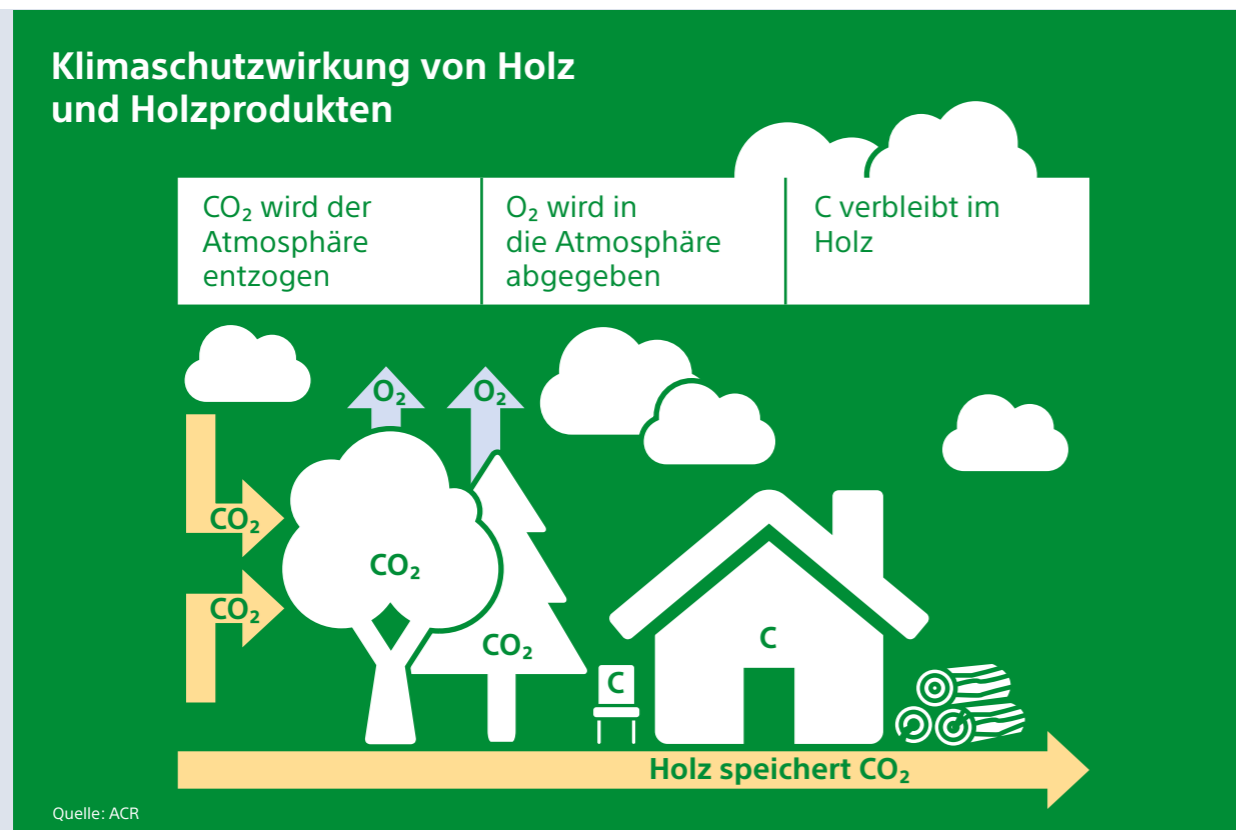 Klimaschutzwirkung von Holz
und Holzprodukten
CO₂ wird der
Atmosphäre
entzogen
O₂ wird in
die Atmosphäre
abgegeben
C verbleibt im
Holz
O₂
O₂
CO₂
CO₂
CO₂
CO₂
C
C
Holz speichert CO₂
Quelle: ACR